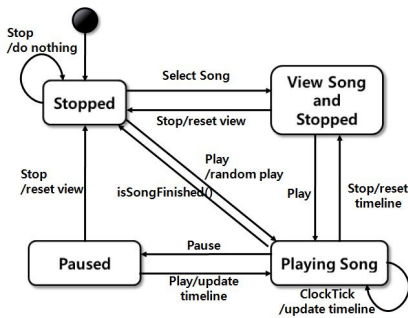 Stop
/do nothing
Select Song
View Song
and
Stopped
Stopped
Stop/reset view
Play
/random play
Stop
/reset view
isSongFinished()
Play
Stop/reset
timeline
Pause
Paused
Playing Song
Play/update
timeline
ClockTick
/update timeline